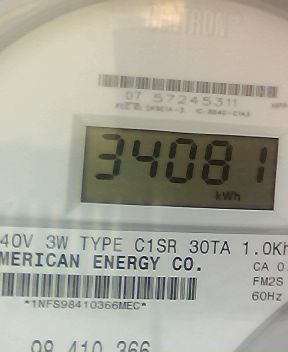 07 57245311
34081
kWh
40V 3W TYPE C1SR 30TA 1.0Kh
MERICAN ENERGY CO.
CA 0.
FM2S
60Hz
*1NFS98410366MEC*
98 410 366